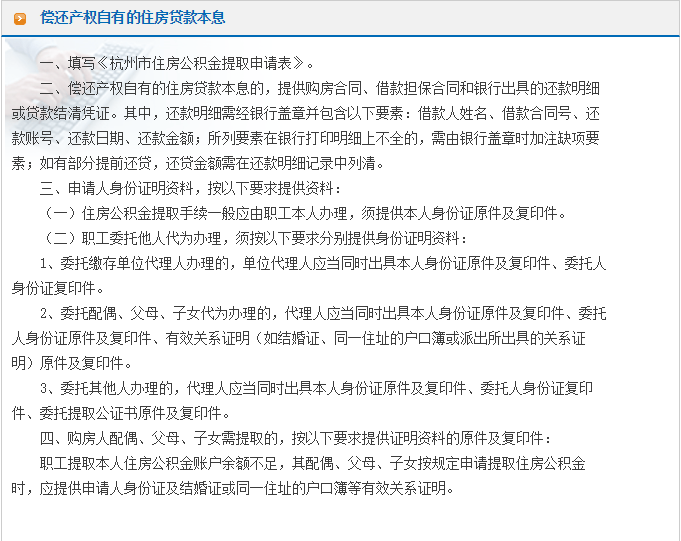 偿还产权自有的住房贷款本息
一、填写《杭州市住房公积金提取申请表》。
二、偿还产权自有的住房贷款本息的，提供购房合同、借款担保合同和银行出具的还款明细
或贷款结清凭证。其中，还款明细需经银行盖章并包含以下要素：借款人姓名、借款合同号、还
款账号、还款日期、还款金额；所列要素在银行打印明细上不全的，需由银行盖章时加注缺项要
素；如有部分提前还贷，还贷金额需在还款明细记录中列清。
三、申请人身份证明资料，按以下要求提供资料：
（一）住房公积金提取手续一般应由职工本人办理，须提供本人身份证原件及复印件。
（二）职工委托他人代为办理，须按以下要求分别提供身份证明资料：
1、委托缴存单位代理人办理的，单位代理人应当同时出具本人身份证原件及复印件、委托人
身份证复印件。
2、委托配偶、父母、子女代为办理的，代理人应当同时出具本人身份证原件及复印件、委托
人身份证原件及复印件、有效关系证明（如结婚证、同一住址的户口簿或派出所出具的关系证
明）原件及复印件。
3、委托其他人办理的，代理人应当同时出具本人身份证原件及复印件、委托人身份证复印
件、委托提取公证书原件及复印件。
四、购房人配偶、父母、子女需提取的，按以下要求提供证明资料的原件及复印件：
职工提取本人住房公积金账户余额不足，其配偶、父母、子女按规定申请提取住房公积金
时，应提供申请人身份证及结婚证或同一住址的户口簿等有效关系证明。